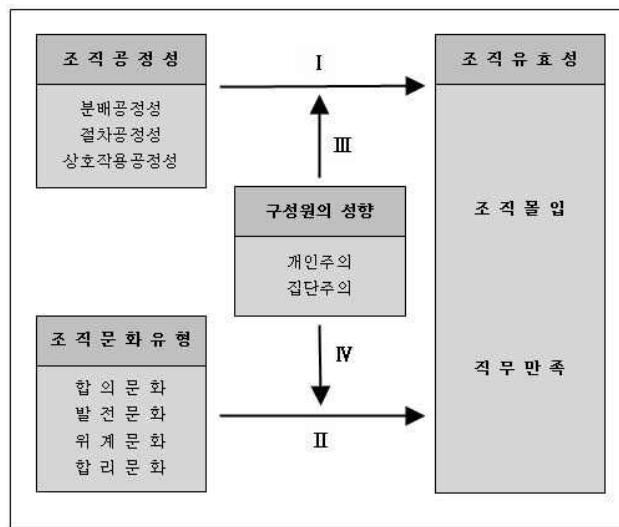 조 직 공 정 성
분배공정성
절차공정성
상호작용공정성
I
III
조 직 유 효 성
조 직 몰 입
직 무 만 족
구성원의 성향
개인주의
집단주의
IV
조 직 문 화 유 형
합 의 문 화
발 전 문 화
위 계 문 화
합 리 문 화
II